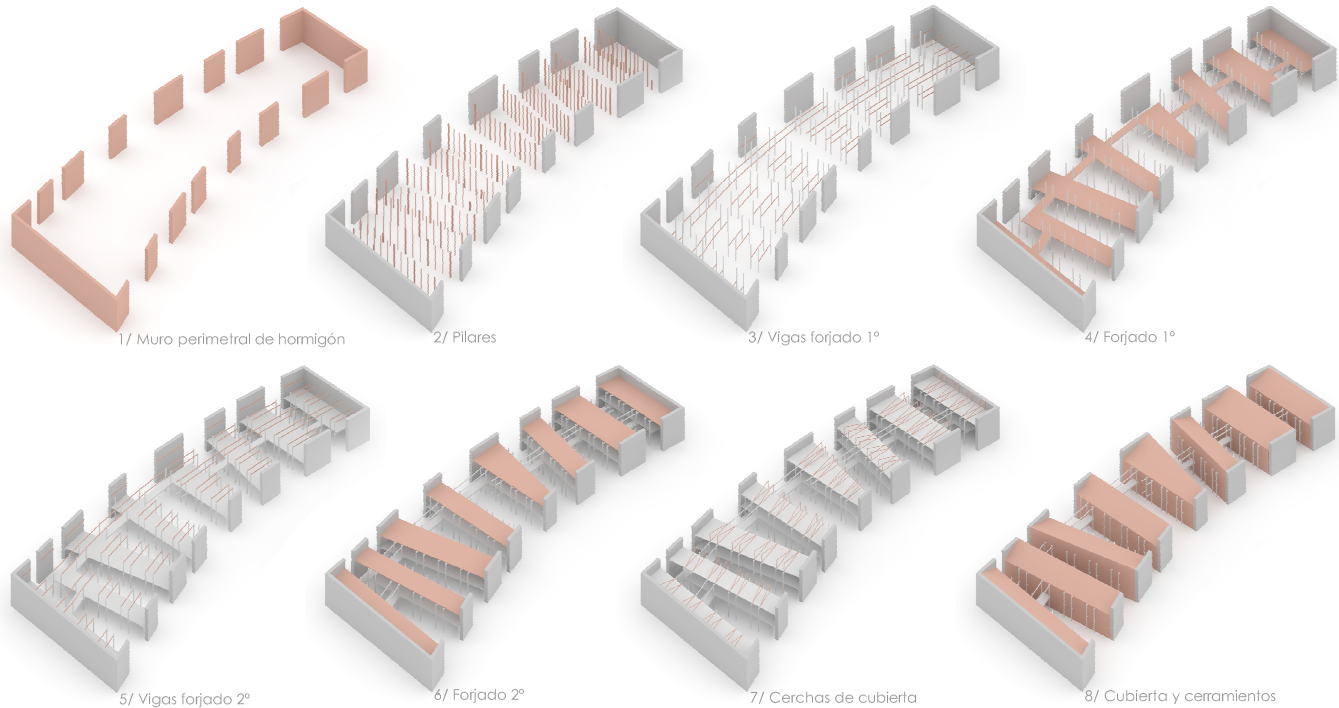 1/ Muro perimetral de hormigón
2/ Pilares
3/ Vigas forjado 1º
4/ Forjado 1º
5/ Vigas forjado 2º
6/ Forjado 2º
7/ Cerchas de cubierta
8/ Cubierta y cerramientos